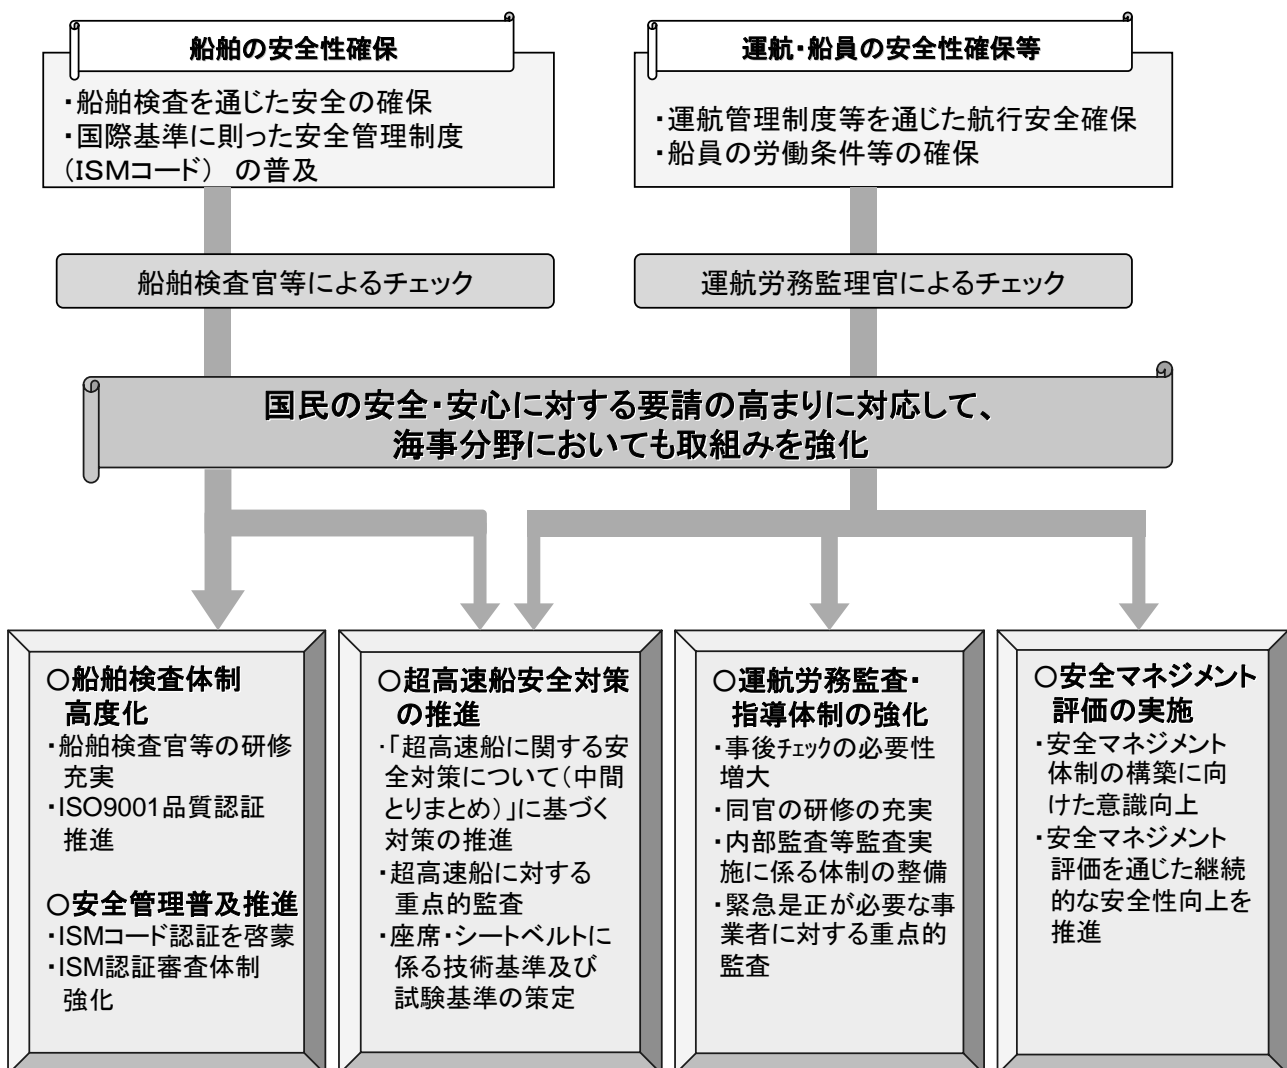 船舶の安全性確保
・船舶検査を通じた安全の確保
・国際基準に則った安全管理制度
(ISMコード) の普及
運航・船員の安全性確保等
・運航管理制度等を通じた航行安全確保
・船員の労働条件等の確保
船舶検査官等によるチェック
運航労務監理官によるチェック
国民の安全・安心に対する要請の高まりに対応して、
海事分野においても取組みを強化
○船舶検査体制
高度化
・船舶検査官等の研修
充実
・ISO9001品質認証
推進
○安全管理普及推進
・ISMコード認証を啓蒙
・ISM認証審査体制
強化
○超高速船安全対策
の推進
・「超高速船に関する安
全対策について(中間
とりまとめ)」に基づく
対策の推進
・超高速船に対する
重点的監査
・座席・シートベルトに
係る技術基準及び
試験基準の策定
○運航労務監査・
指導体制の強化
・事後チェックの必要性
増大
・同官の研修の充実
・内部監査等監査実
施に係る体制の整備
・緊急是正が必要な事
業者に対する重点的
監査
○安全マネジメント
評価の実施
・安全マネジメント
体制の構築に向
けた意識向上
・安全マネジメント
評価を通じた継続
的な安全性向上を
推進